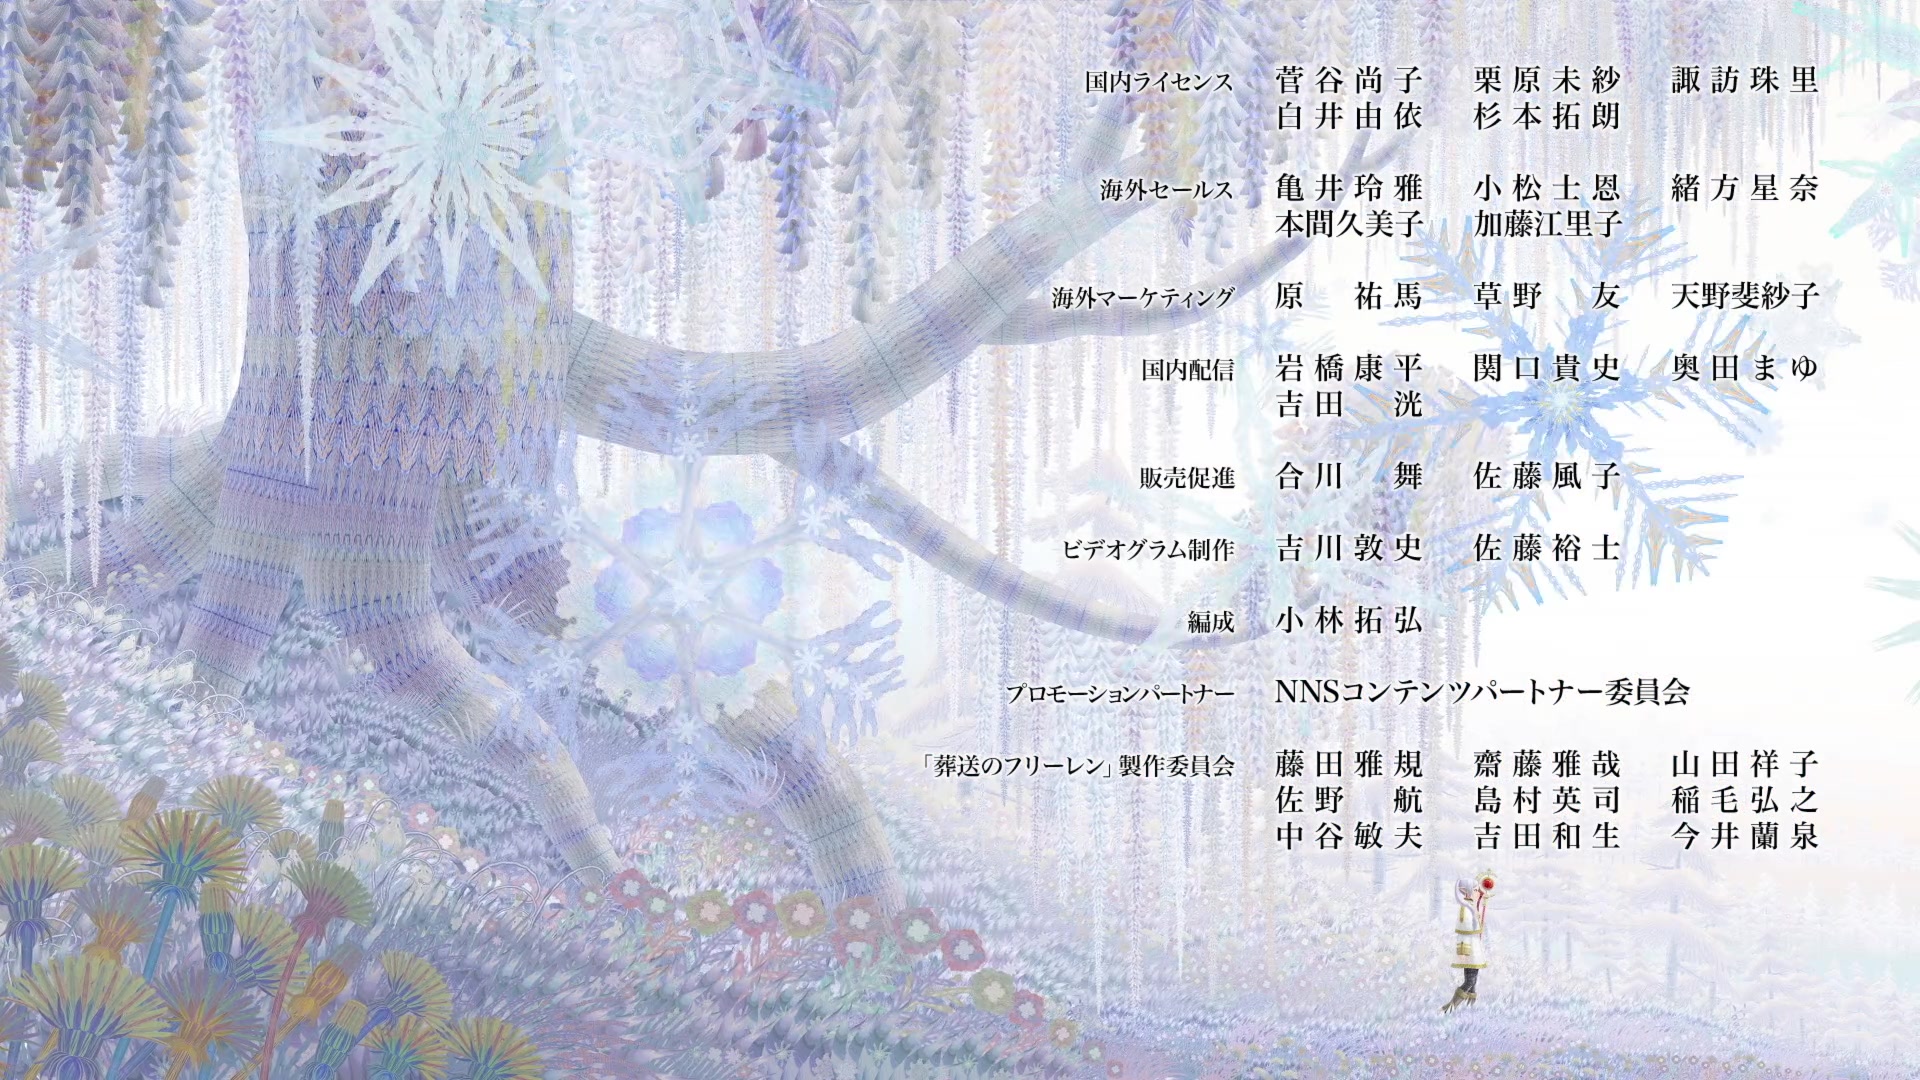 国内ライセンス 菅谷尚子 栗原未紗 諏訪珠里
白井由依 杉本拓朗
海外セールス 亀井玲雅 小松士恩 緒方星奈
本間久美子 加藤江里子
海外マーケティング 原 祐馬 草野 友 天野斐紗子
国内配信 岩橋康平 関口貴史 奥田まゆ
吉田 洸
販売促進 合川 舞 佐藤風子
ビデオグラム制作 吉川敦史 佐藤裕士
編成 小林拓弘
プロモーションパートナー NNSコンテンツパートナー委員会
「葬送のフリーレン」製作委員会 藤田雅規 齋藤雅哉 山田祥子
佐野 航 島村英司 稲毛弘之
中谷敏夫 吉田和生 今井蘭泉